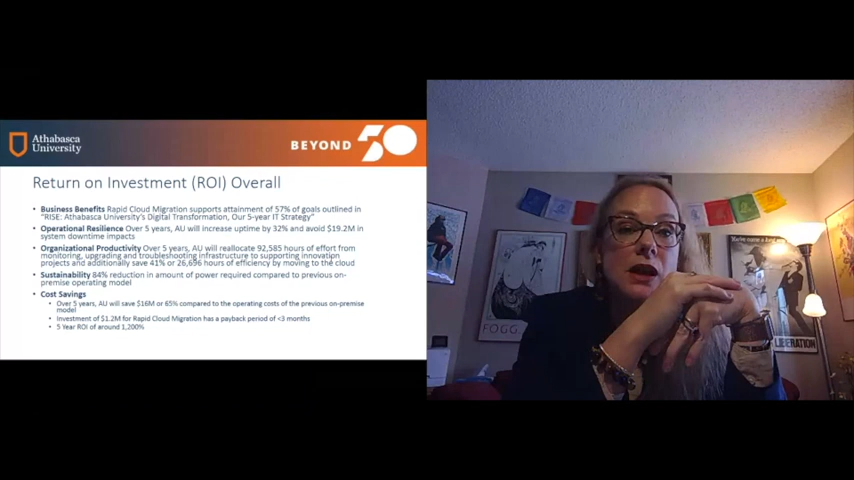 Athabasca
University
BEYOND 50
Return on Investment (ROI) Overall
• Business Benefits Rapid Cloud Migration supports attainment of 57% of goals outlined in
"RISE: Athabasca University's Digital Transformation, Our 5-year IT Strategy"
• Operational Resilience Over 5 years, AU will increase uptime by 32% and avoid $19.2M in
system downtime impacts
• Organizational Productivity Over 5 years, AU will reallocate 92,585 hours of effort from
monitoring, upgrading and troubleshooting infrastructure to supporting innovation
projects and additionally save 41% or 26,696 hours of efficiency by moving to the cloud
• Sustainability 84% reduction in amount of power required compared to previous on-
premise operating model
• Cost Savings
• Over 5 years, AU will save $16M or 65% compared to the operating costs of the previous on-premise
model
• Investment of $1.2M for Rapid Cloud Migration has a payback period of <3 months
• 5 Year ROI of around 1,200%
FOGG
YOU'VE COME A LONG WAY
LIBERATION